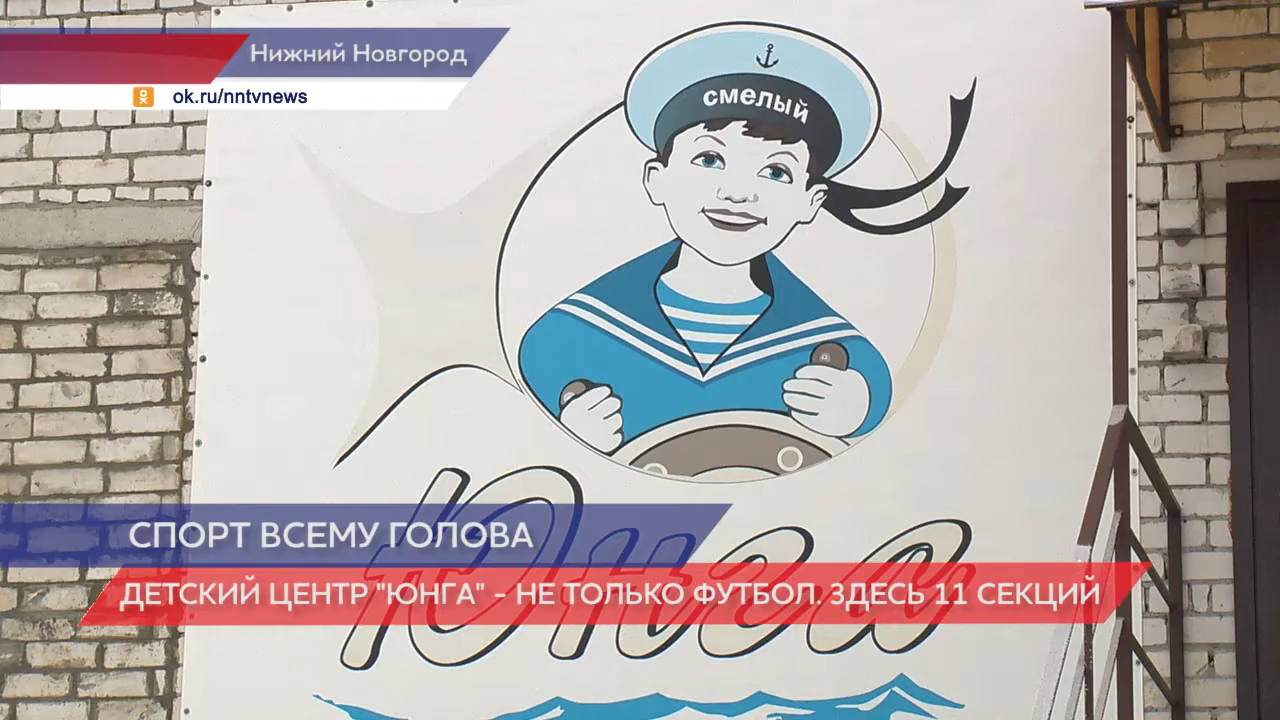 Нижний Новгород
ok.ru/nntvnews
смелый
СПОРТ ВСЕМУ ГОЛОВА
ДЕТСКИЙ ЦЕНТР "ЮНГА" - НЕ ТОЛЬКО ФУТБОЛ. ЗДЕСЬ 11 СЕКЦИЙ
Юнга